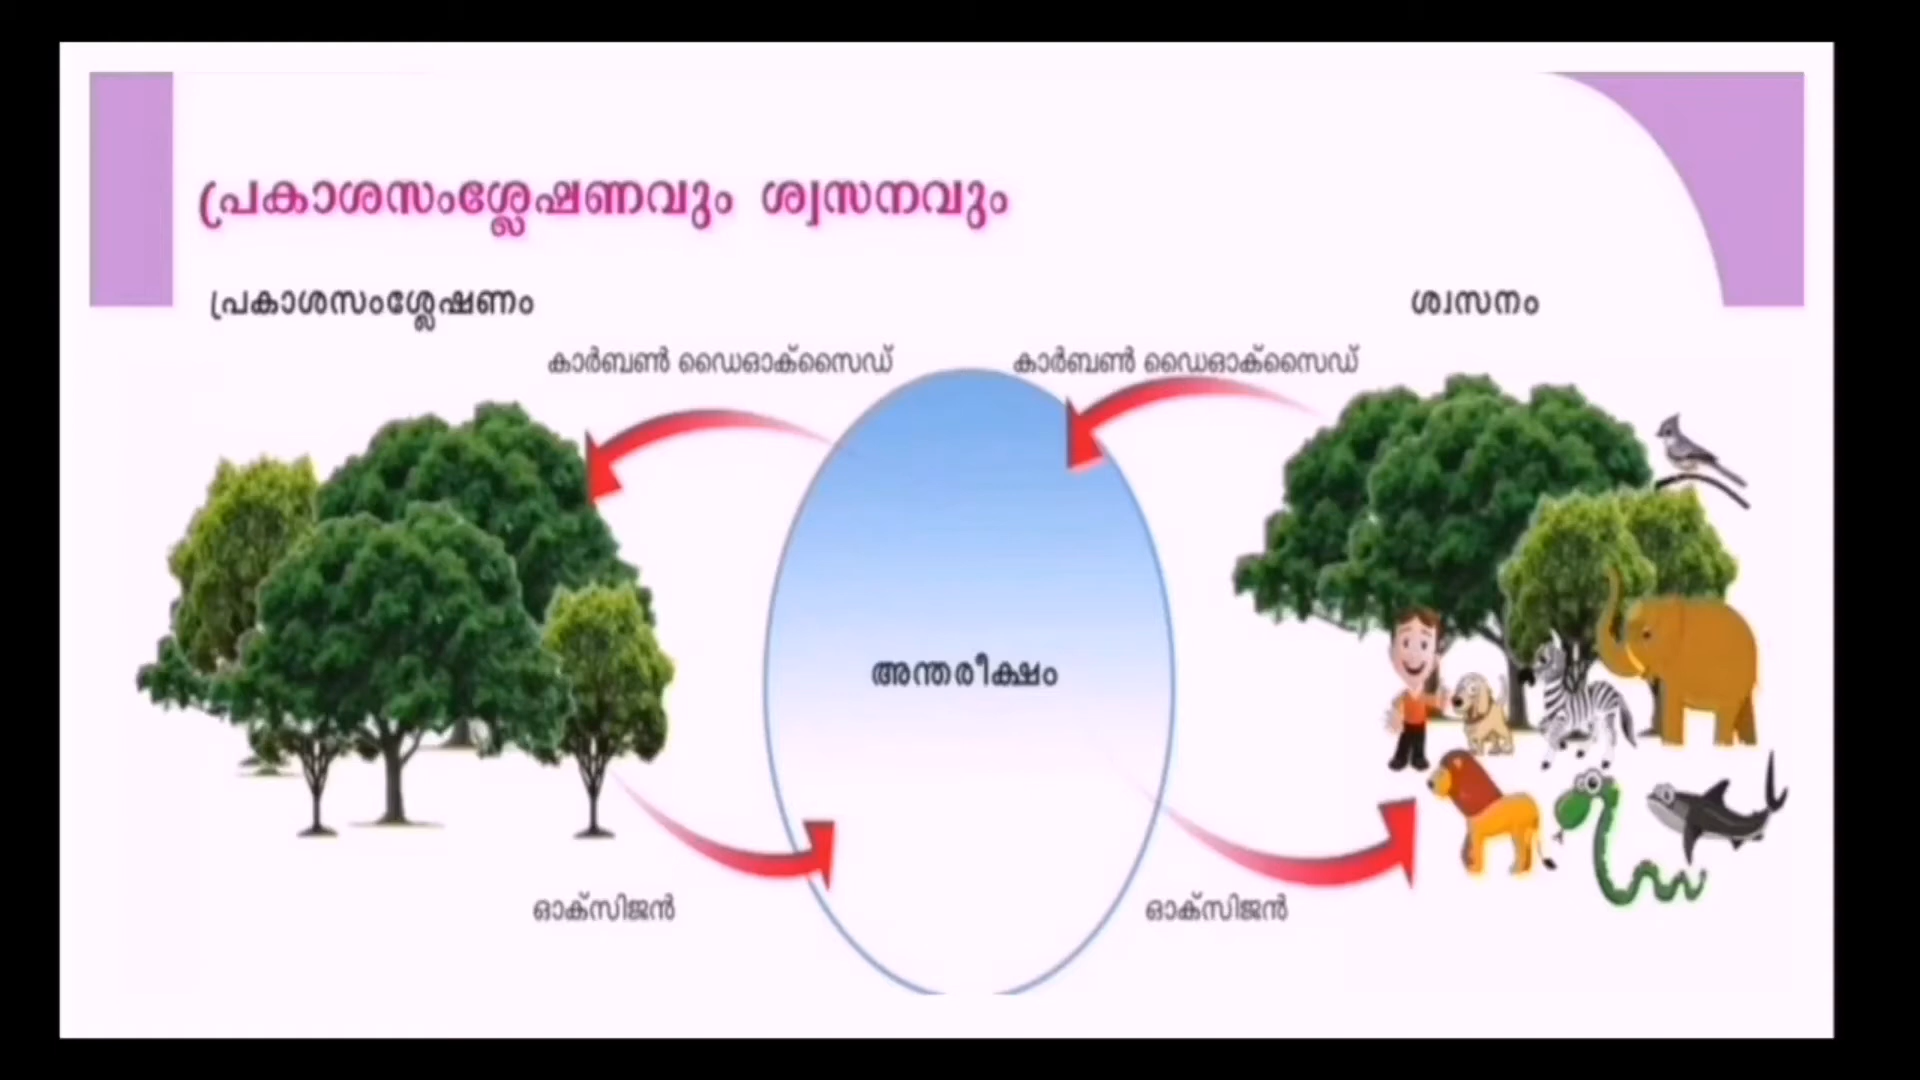 പ്രകാശസംശ്ലേഷണവും ശ്വസനവും
പ്രകാശസംശ്ലേഷണം
ശ്വസനം
കാർബൺ ഡൈഓക്സൈഡ്
കാർബൺ ഡൈഓക്സൈഡ്
അന്തരീക്ഷം
ഓക്സിജൻ
ഓക്സിജൻ